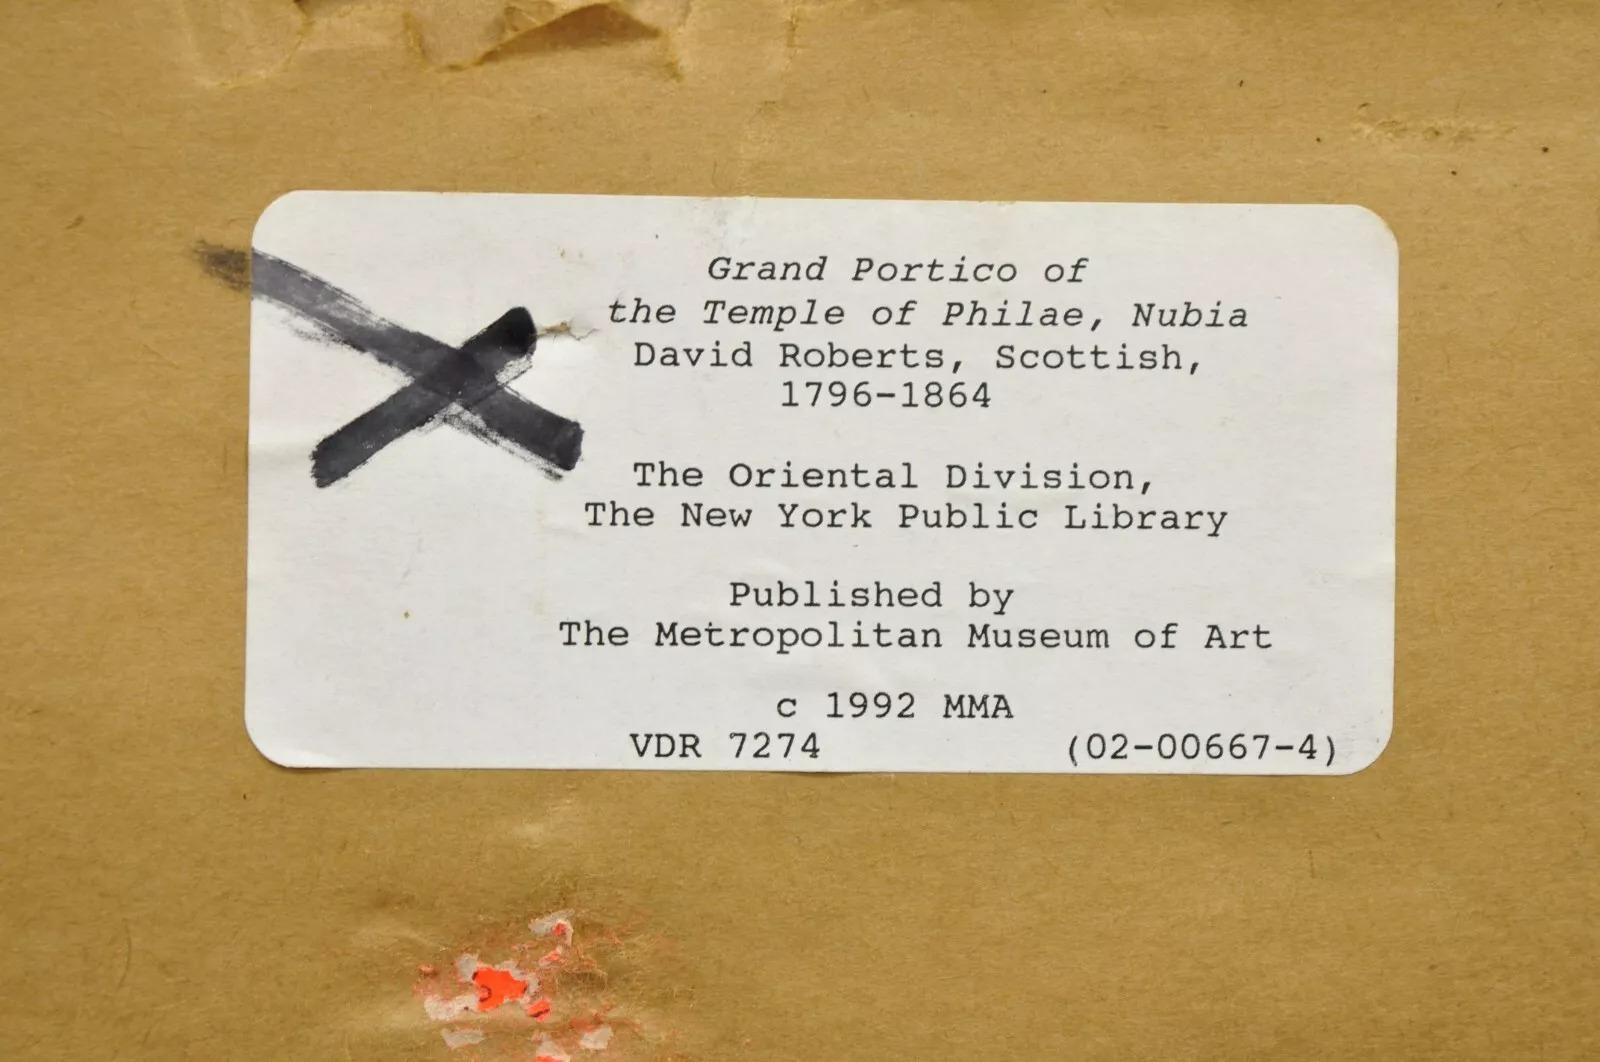 Grand Portico of
the Temple of Philae, Nubia
David Roberts, Scottish,
1796-1864
The Oriental Division,
The New York Public Library
Published by
The Metropolitan Museum of Art
c 1992 MMA
VDR 7274 (02-00667-4)